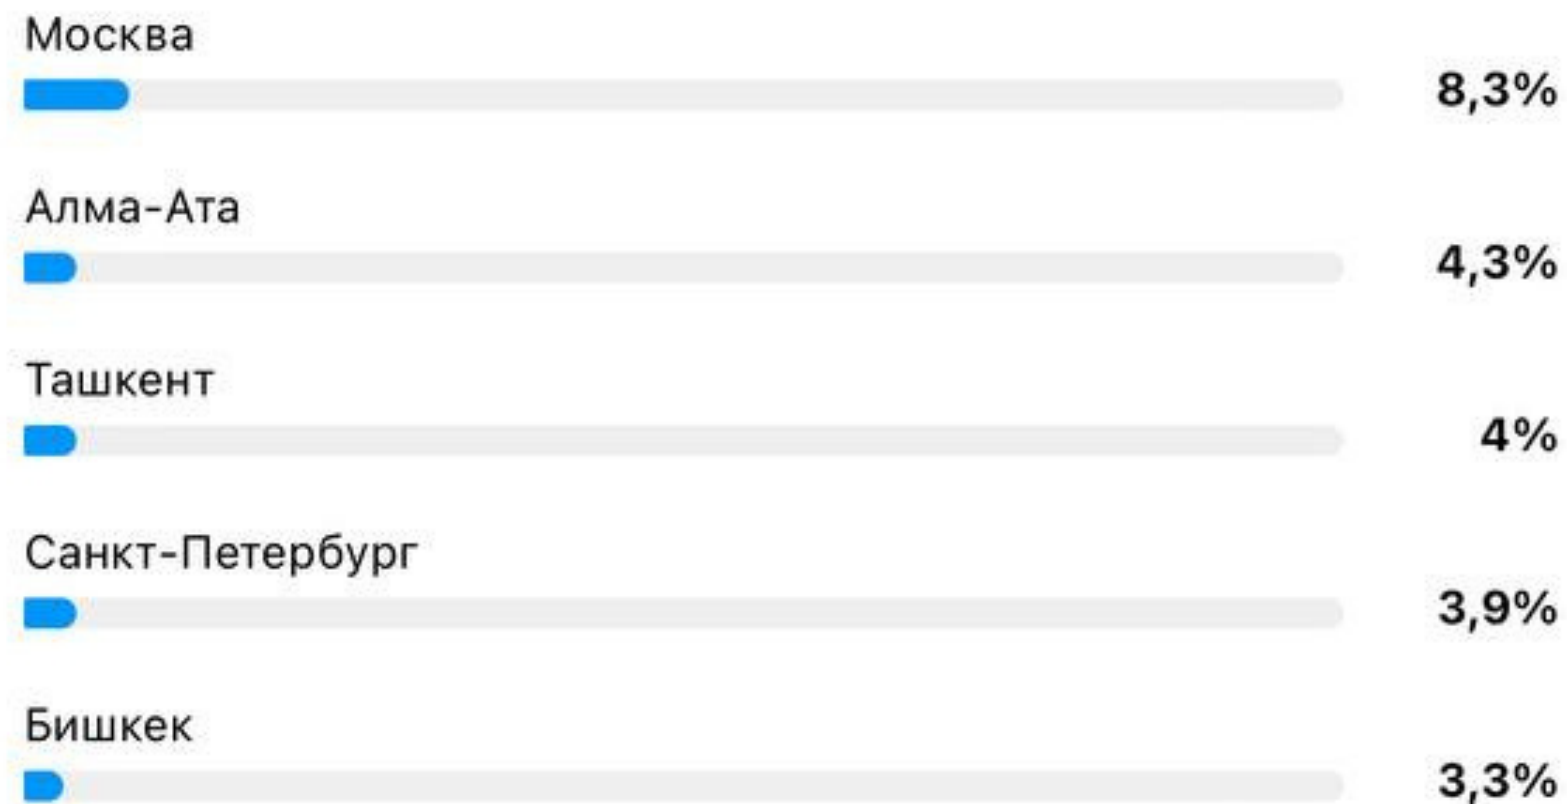 Москва
8,3%
Алма-Ата
4,3%
Ташкент
4%
Санкт-Петербург
3,9%
Бишкек
3,3%